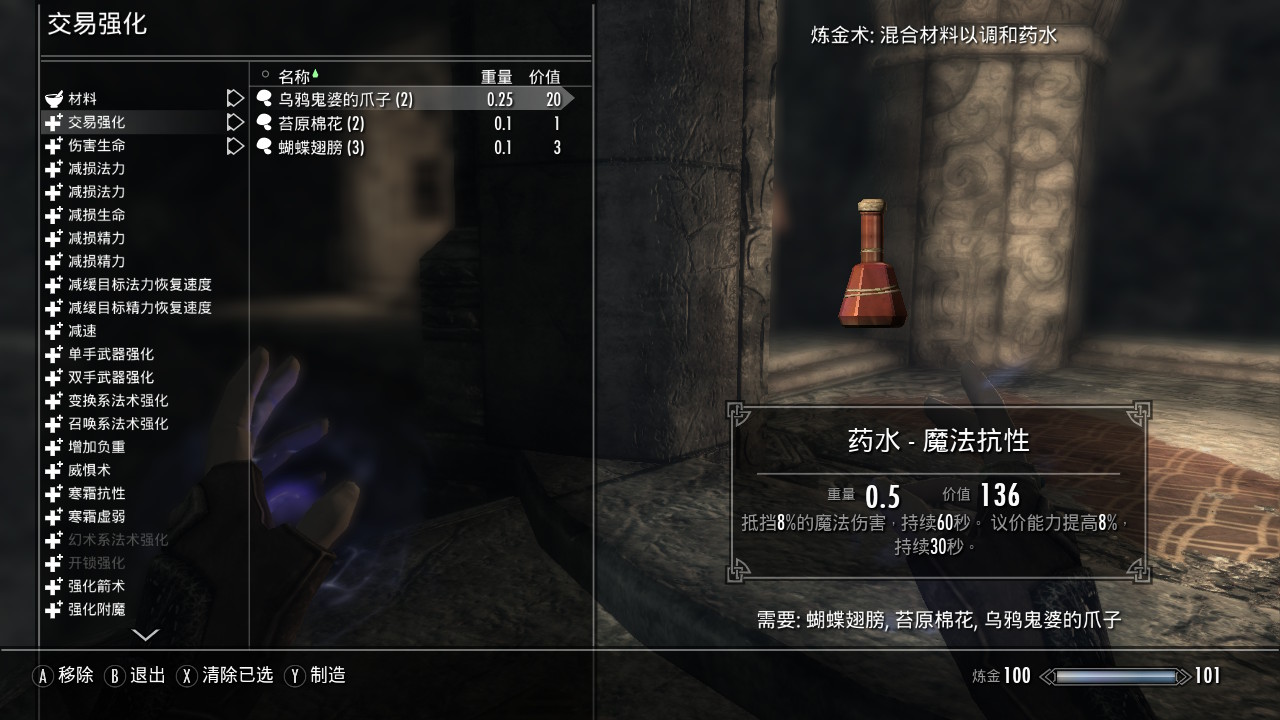 交易强化
炼金术: 混合材料以调和药水
名称 重量 价值
材料
交易强化
伤害生命
减损法力
减损法力
减损生命
减损精力
减损精力
减缓目标法力恢复速度
减缓目标精力恢复速度
减速
单手武器强化
双手武器强化
变换系法术强化
召唤系法术强化
增加负重
威惧术
寒霜抗性
寒霜虚弱
幻术系法术强化
开锁强化
强化箭术
强化附魔
乌鸦鬼婆的爪子 (2) 0.25 20
苔原棉花 (2) 0.1 1
蝴蝶翅膀 (3) 0.1 3
药水 - 魔法抗性
重量 0.5 价值 136
抵挡8%的魔法伤害，持续60秒。议价能力提高8%，
持续30秒。
需要: 蝴蝶翅膀, 苔原棉花, 乌鸦鬼婆的爪子
A 移除 B 退出 X 清除已选 Y 制造
炼金 100 101